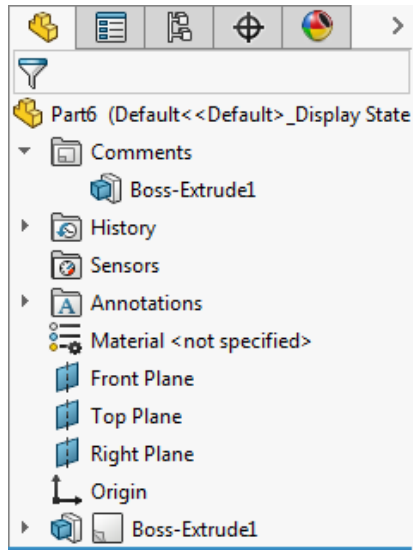 Part6 (Default<<Default>_Display State
Comments
Boss-Extrude1
History
Sensors
Annotations
Material <not specified>
Front Plane
Top Plane
Right Plane
Origin
Boss-Extrude1